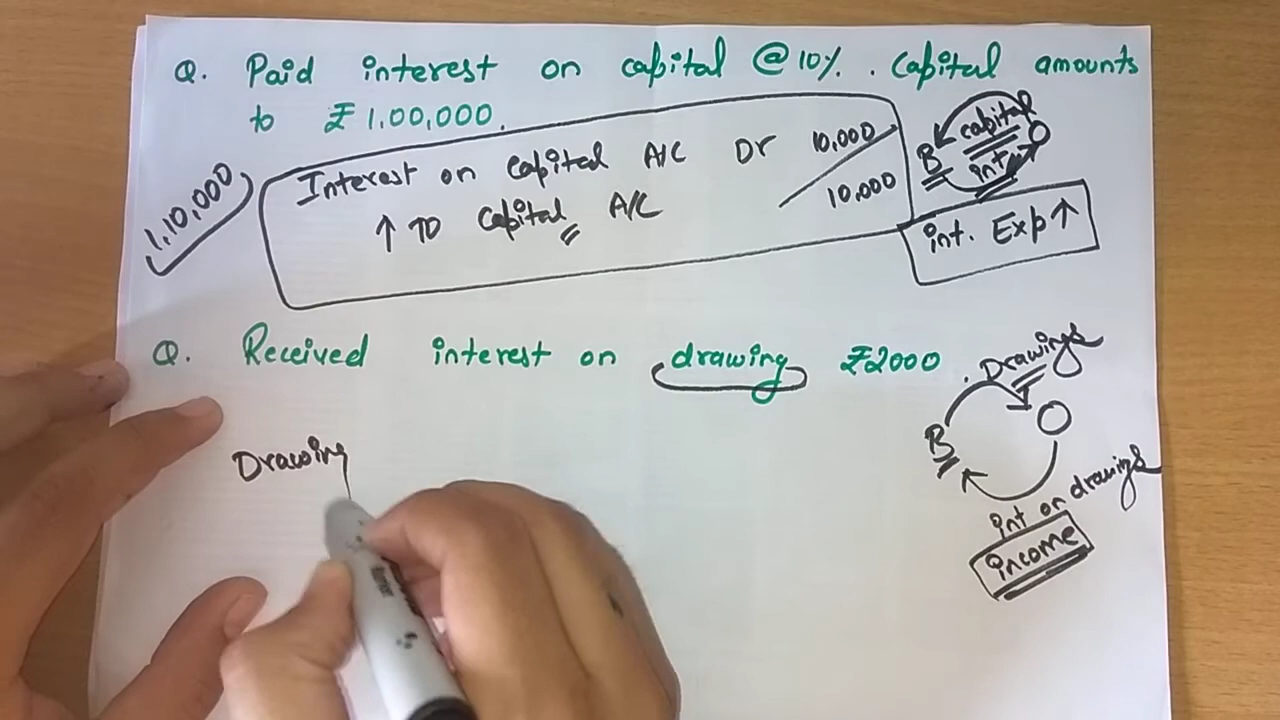 Q. Paid interest on capital @ 10%. Capital amounts
to ₹ 1,00,000.
Interest on capital A/C Dr 10,000
↑ To capital A/C 10,000
1,10,000
capital
B O
int
int. Exp ↑
Q. Received interest on drawing ₹2000.
Drawings
B O
int on drawings
income
Drawing